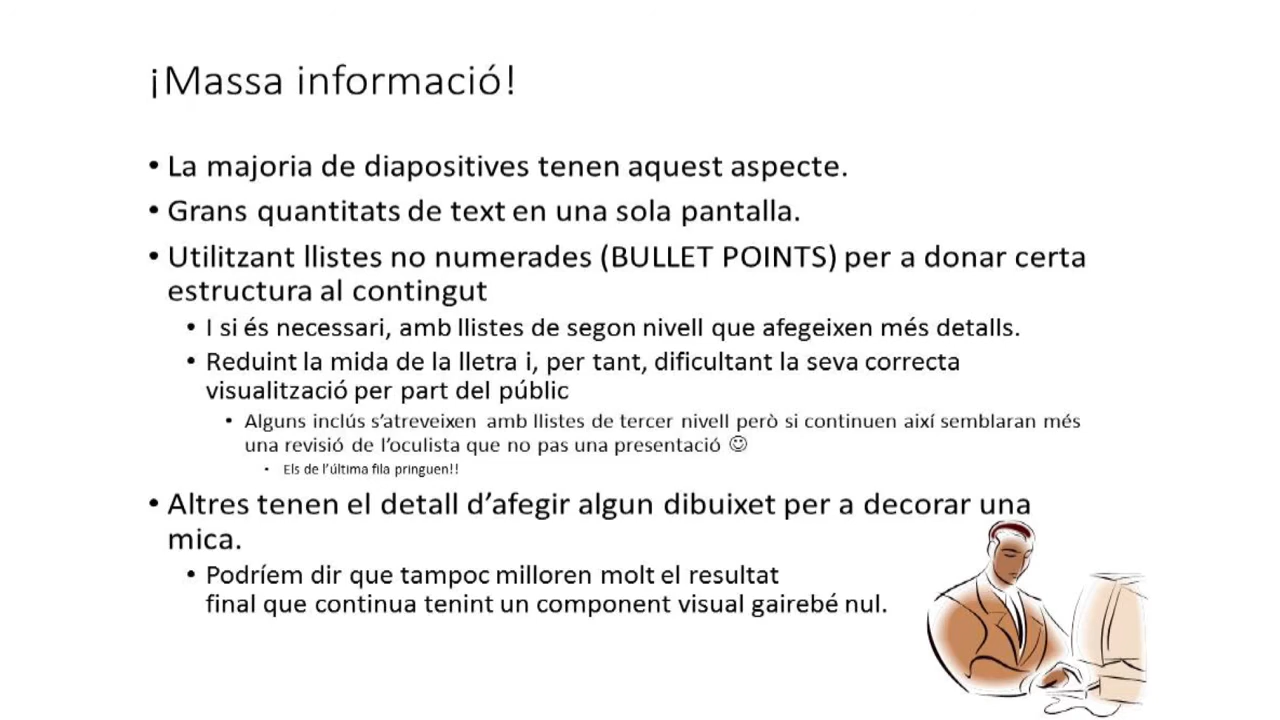 ¡Massa informació!
• La majoria de diapositives tenen aquest aspecte.
• Grans quantitats de text en una sola pantalla.
• Utilitzant llistes no numerades (BULLET POINTS) per a donar certa
estructura al contingut
• I si és necessari, amb llistes de segon nivell que afegeixen més detalls.
• Reduint la mida de la lletra i, per tant, dificultant la seva correcta
visualització per part del públic
• Alguns inclús s’atreveixen amb llistes de tercer nivell però si continuen així semblaran més
una revisió de l’oculista que no pas una presentació ☺
• Els de l’última fila pringuen!!
• Altres tenen el detall d’afegir algun dibuixet per a decorar una
mica.
• Podríem dir que tampoc milloren molt el resultat
final que continua tenint un component visual gairebé nul.